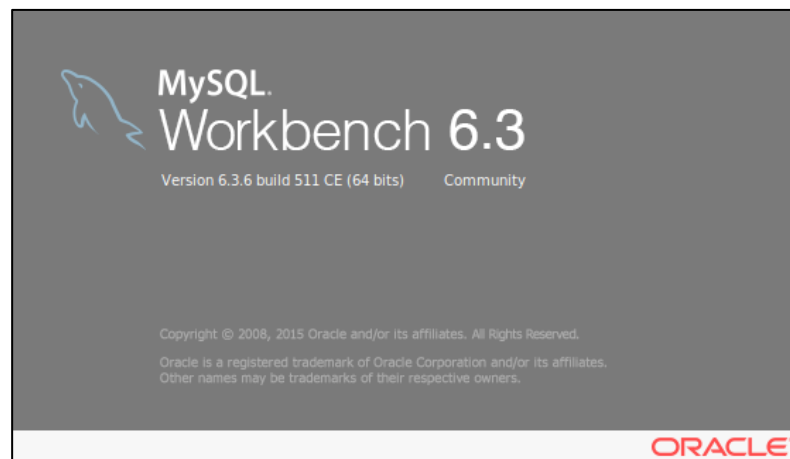 MySQL.
Workbench 6.3
Version 6.3.6 build 511 CE (64 bits) Community
Copyright © 2008, 2015 Oracle and/or its affiliates. All Rights Reserved.
Oracle is a registered trademark of Oracle Corporation and/or its affiliates.
Other names may be trademarks of their respective owners.
ORACLE